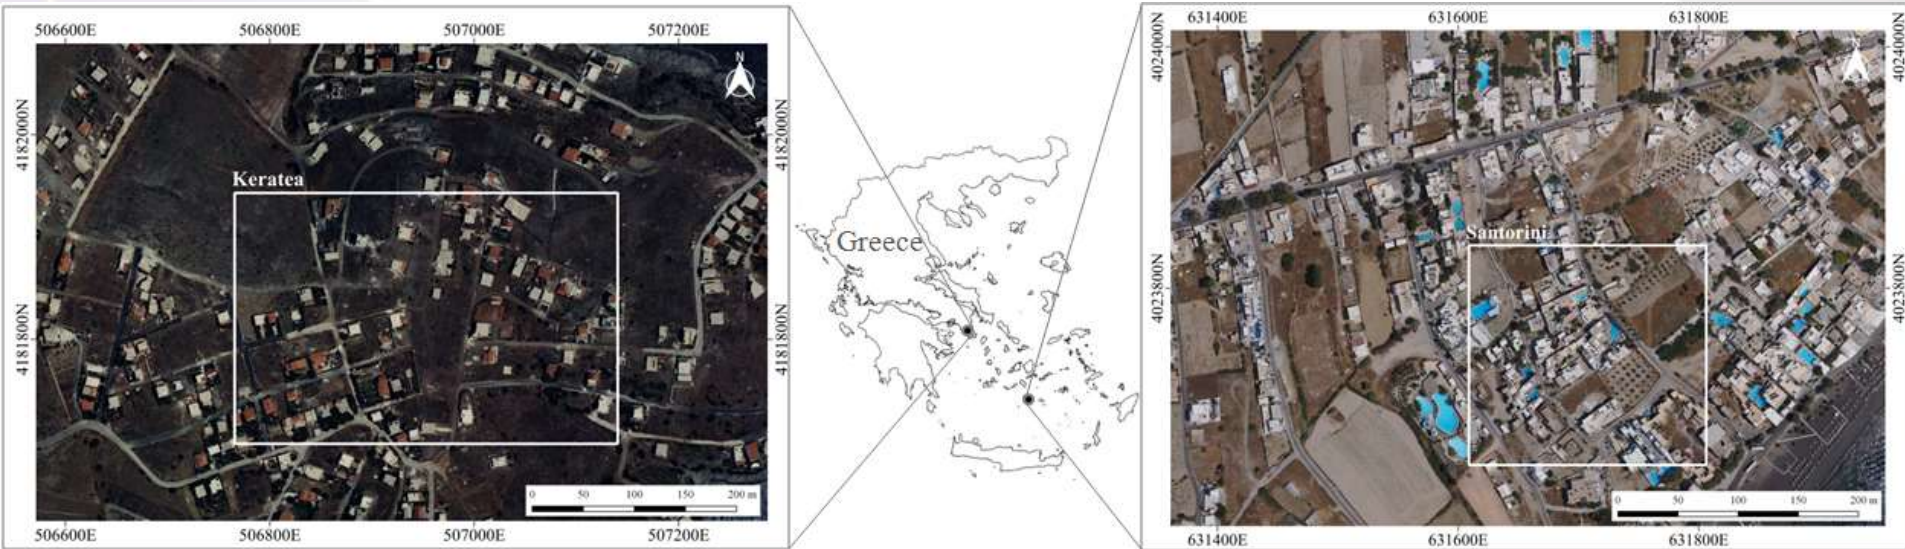 506600E 506800E 507000E 507200E
N
4182000N 4182000N
Keratea
4181800N 4181800N
0 50 100 150 200 m
506600E 506800E 507000E 507200E
Greece
631400E 631600E 631800E
4024000N 4024000N
N
Santorini
4023800N 4023800N
0 50 100 150 200 m
631400E 631600E 631800E